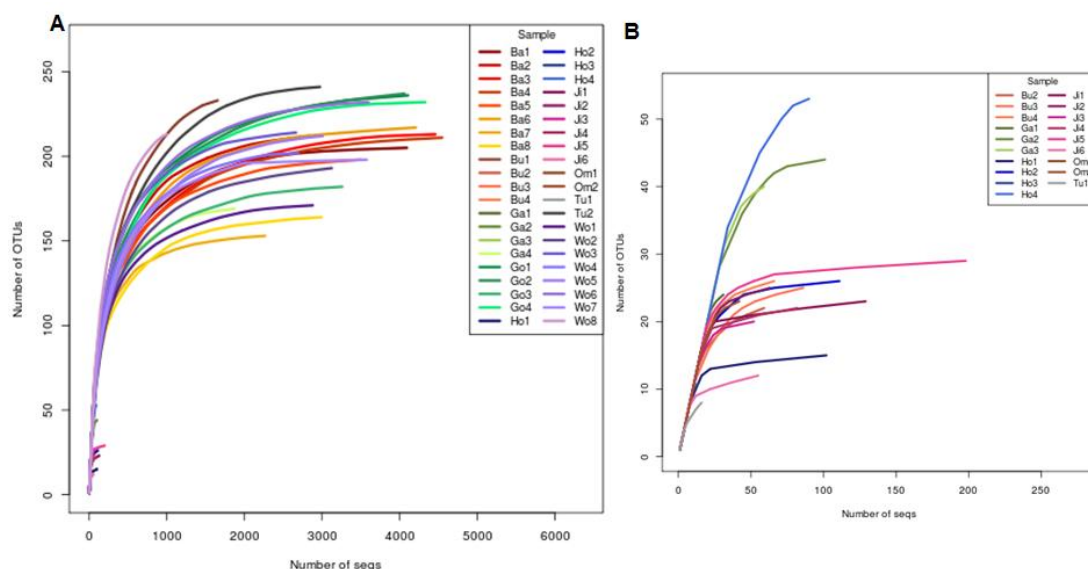 A
Number of OTUs
250
200
150
100
50
0
0 1000 2000 3000 4000 5000 6000
Number of seqs
Sample
Ba1 Ho2
Ba2 Ho3
Ba3 Ho4
Ba4 Ji1
Ba5 Ji2
Ba6 Ji3
Ba7 Ji4
Ba8 Ji5
Bu1 Ji6
Bu2 Om1
Bu3 Om2
Bu4 Tu1
Ga1 Tu2
Ga2 Wo1
Ga3 Wo2
Ga4 Wo3
Go1 Wo4
Go2 Wo5
Go3 Wo6
Go4 Wo7
Ho1 Wo8
B
Number of OTUs
50
40
30
20
10
0
0 50 100 150 200 250
Number of seqs
Sample
Bu2 Ji1
Bu3 Ji2
Bu4 Ji3
Ga1 Ji4
Ga2 Ji5
Ga3 Ji6
Ho1 Om
Ho2 Om
Ho3 Tu1
Ho4